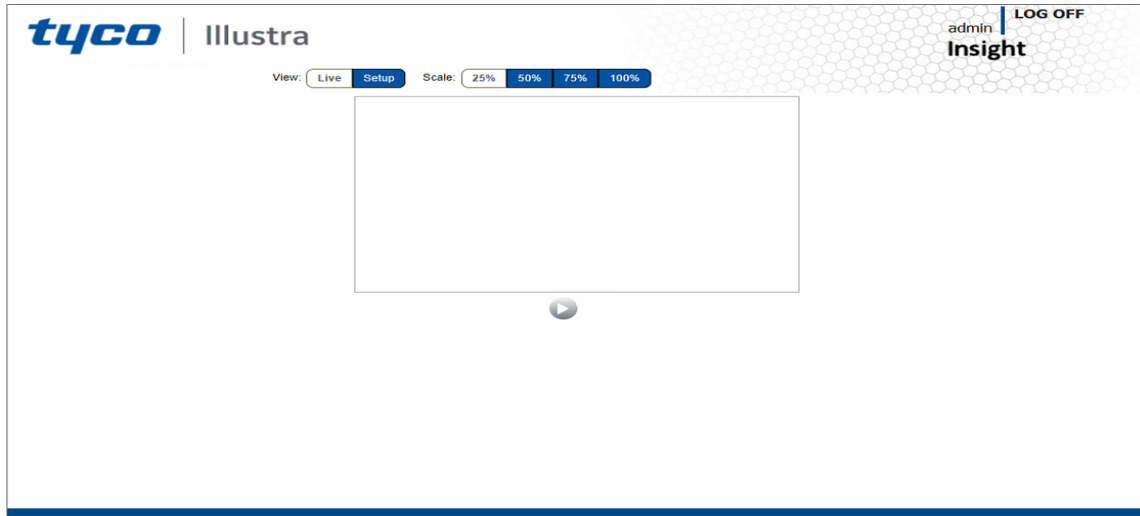 tyco | Illustra
admin LOG OFF
Insight
View: Live Setup Scale: 25% 50% 75% 100%